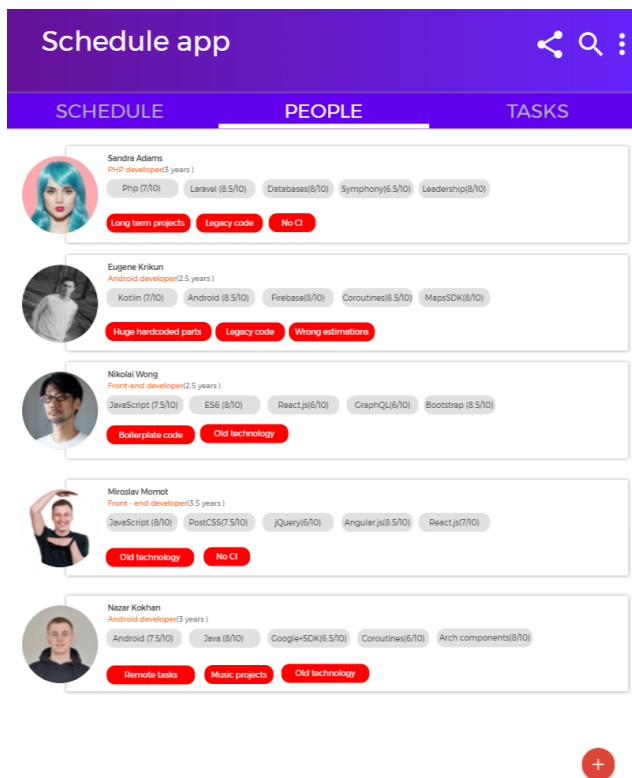 Schedule app
SCHEDULE PEOPLE TASKS
Sandra Adams
PHP developer(3 years )
Php (7/10) Laravel (8.5/10) Databases(8/10) Symphony(6.5/10) Leadership(8/10)
Long term projects Legacy code No CI
Eugene Krikun
Android developer(2.5 years )
Kotlin (7/10) Android (8.5/10) Firebase(8/10) Coroutines(6.5/10) MapsSDK(8/10)
Huge hardcoded parts Legacy code Wrong estimations
Nikolai Wong
Front-end developer(2.5 years )
JavaScript (7.5/10) ES6 (8/10) React.js(6/10) GraphQL(6/10) Bootstrap (8.5/10)
Boilerplate code Old technology
Miroslav Momot
Front - end developer(3.5 years )
JavaScript (8/10) PostCSS(7.5/10) jQuery(6/10) Angular.js(8.5/10) React.js(7/10)
Old technology No CI
Nazar Kokhan
Android developer(3 years )
Android (7.5/10) Java (8/10) Google+SDK(6.5/10) Coroutines(6/10) Arch components(8/10)
Remote tasks Music projects Old technology
+